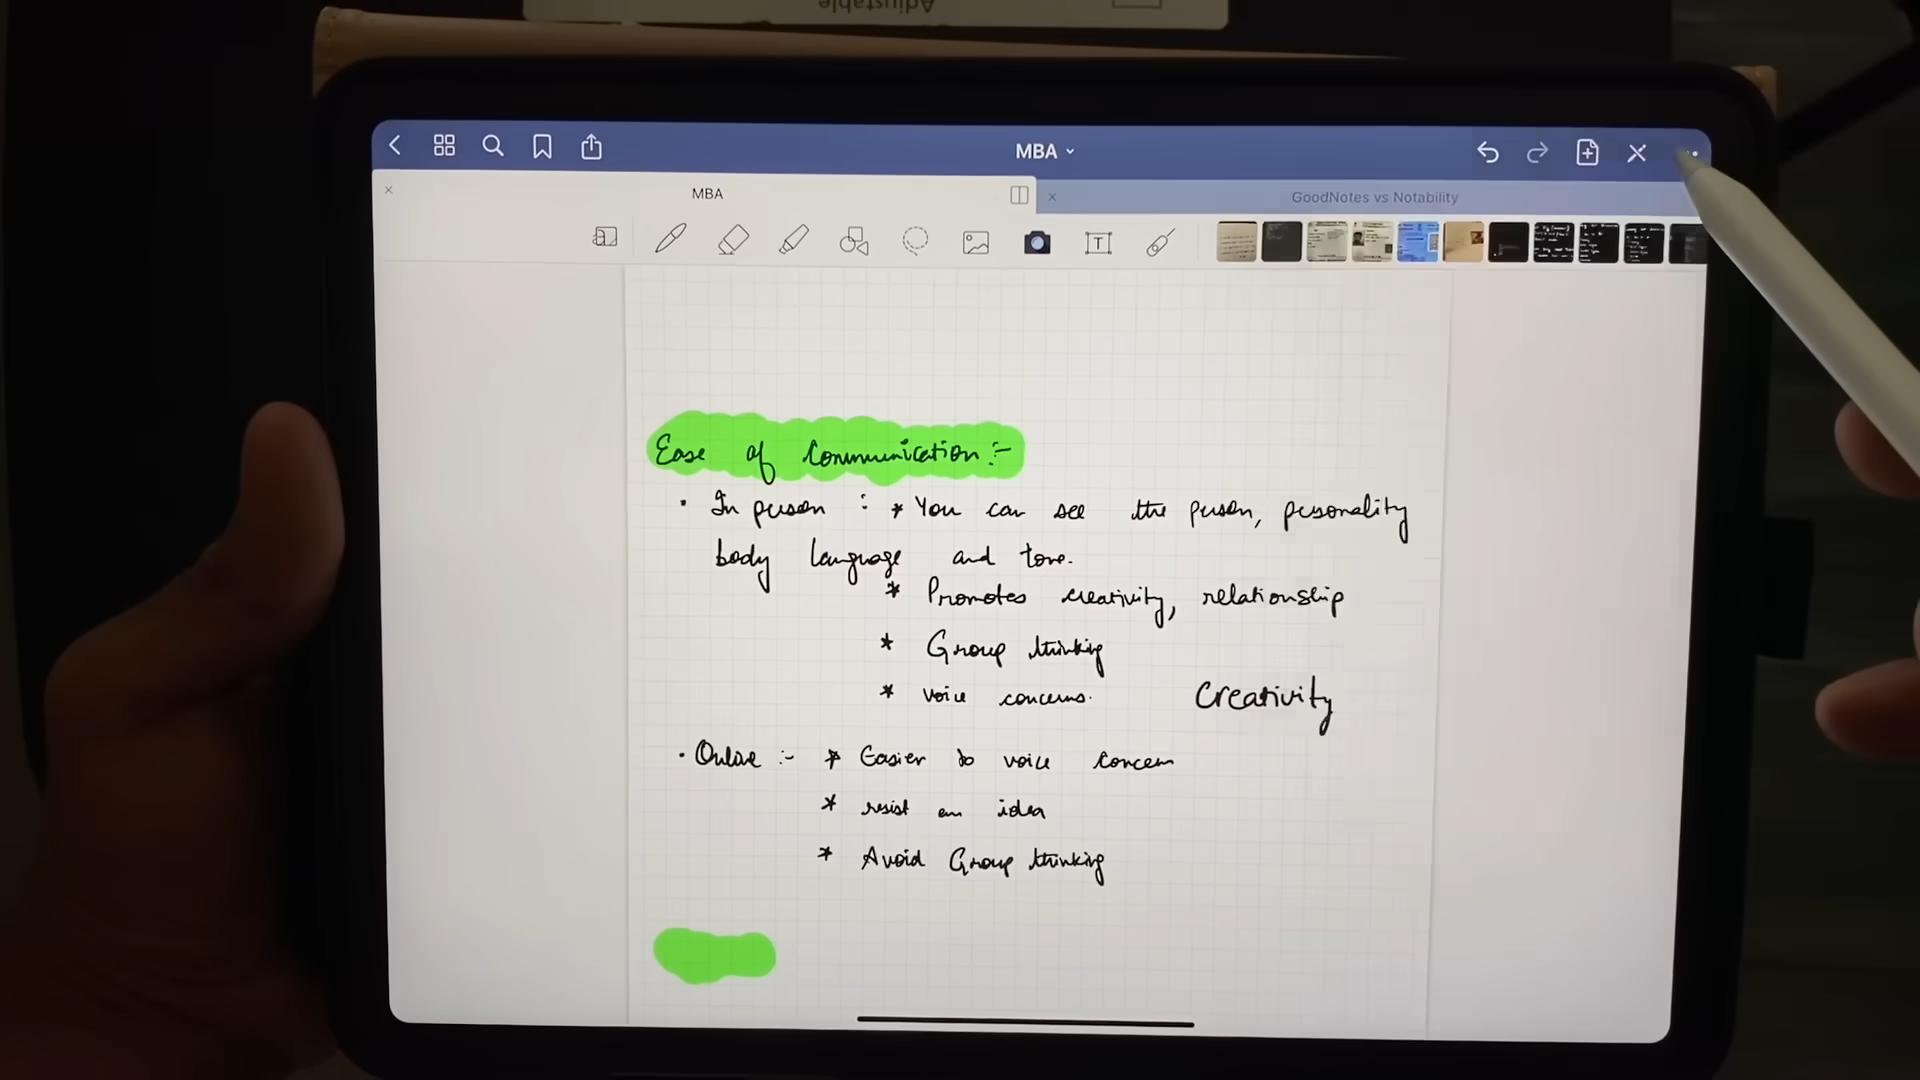 Adjustable
MBA
MBA
GoodNotes vs Notability
T
Ease of Communication :-
· In person : * You can see the person, personality
body language and tone.
* Promotes creativity, relationship
* Group thinking
* voice concerns.
Creativity
· Online :- * Easier to voice concern
* resist an idea
* Avoid Group thinking